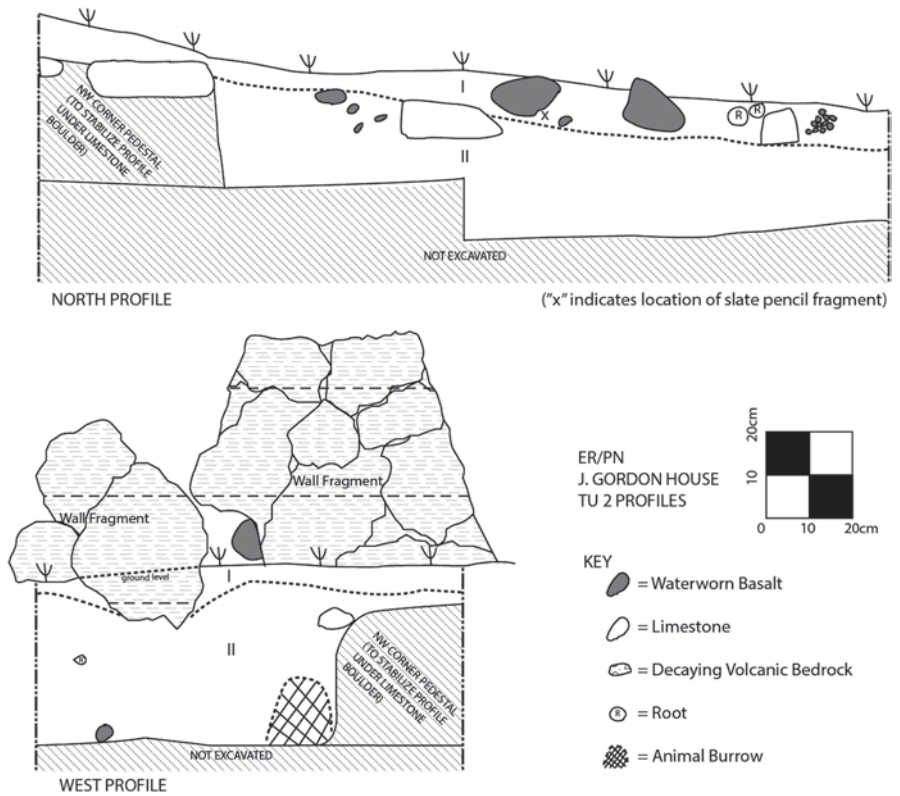 I
R
R
X
II
NW CORNER PEDESTAL
(TO STABILIZE PROFILE
UNDER LIMESTONE
BOULDER)
NOT EXCAVATED
NORTH PROFILE
("x" indicates location of slate pencil fragment)
Wall Fragment
Wall Fragment
ground level
I
II
R
NW CORNER PEDESTAL
(TO STABILIZE PROFILE
UNDER LIMESTONE
BOULDER)
NOT EXCAVATED
WEST PROFILE
ER/PN
J. GORDON HOUSE
TU 2 PROFILES
20cm
10
0 10 20cm
KEY
= Waterworn Basalt
= Limestone
= Decaying Volcanic Bedrock
R = Root
= Animal Burrow